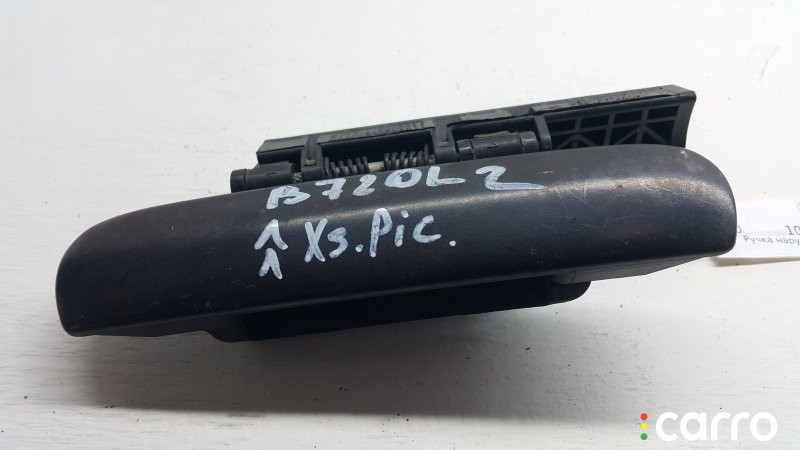 B720L2
^ Xs.Pic.
^
10
Ручка нару
carro